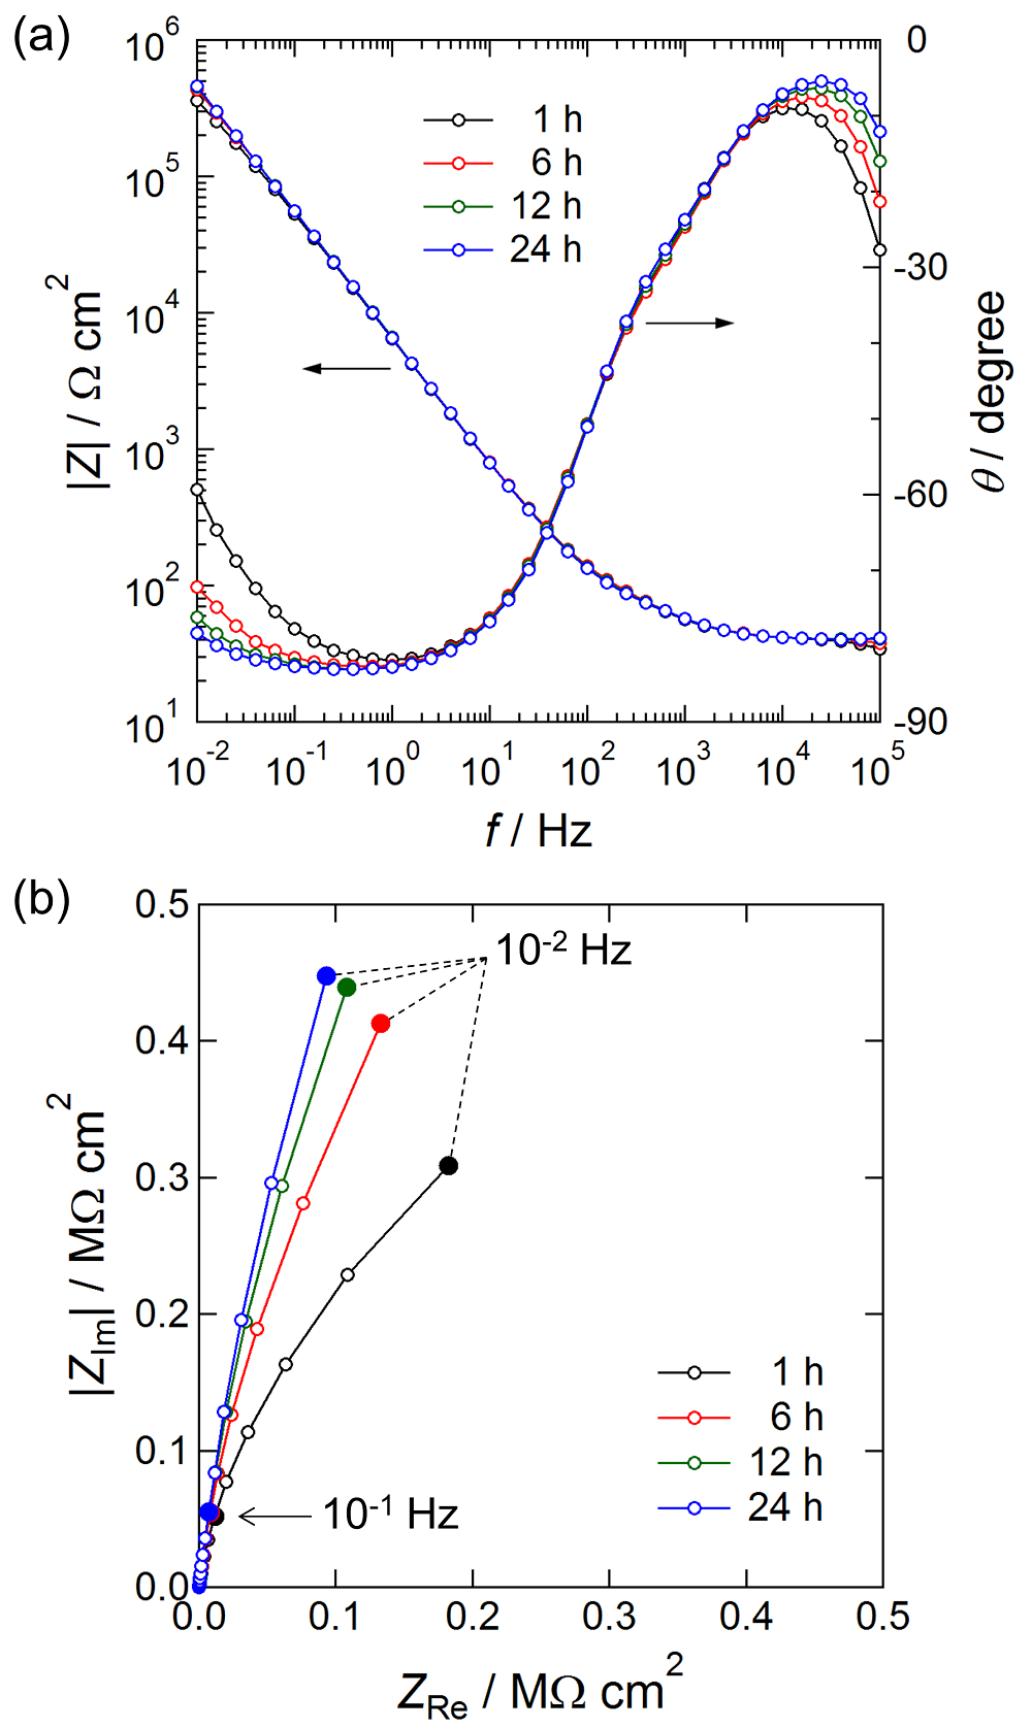 (a)
10^6
10^5
10^4
10^3
10^2
10^1
|Z| / Ω cm^2
1 h
6 h
12 h
24 h
0
-30
-60
-90
θ / degree
10^-2 10^-1 10^0 10^1 10^2 10^3 10^4 10^5
f / Hz
(b)
0.5
0.4
0.3
0.2
0.1
0.0
|Z_Im| / MΩ cm^2
10^-2 Hz
10^-1 Hz
1 h
6 h
12 h
24 h
0.0 0.1 0.2 0.3 0.4 0.5
Z_Re / MΩ cm^2